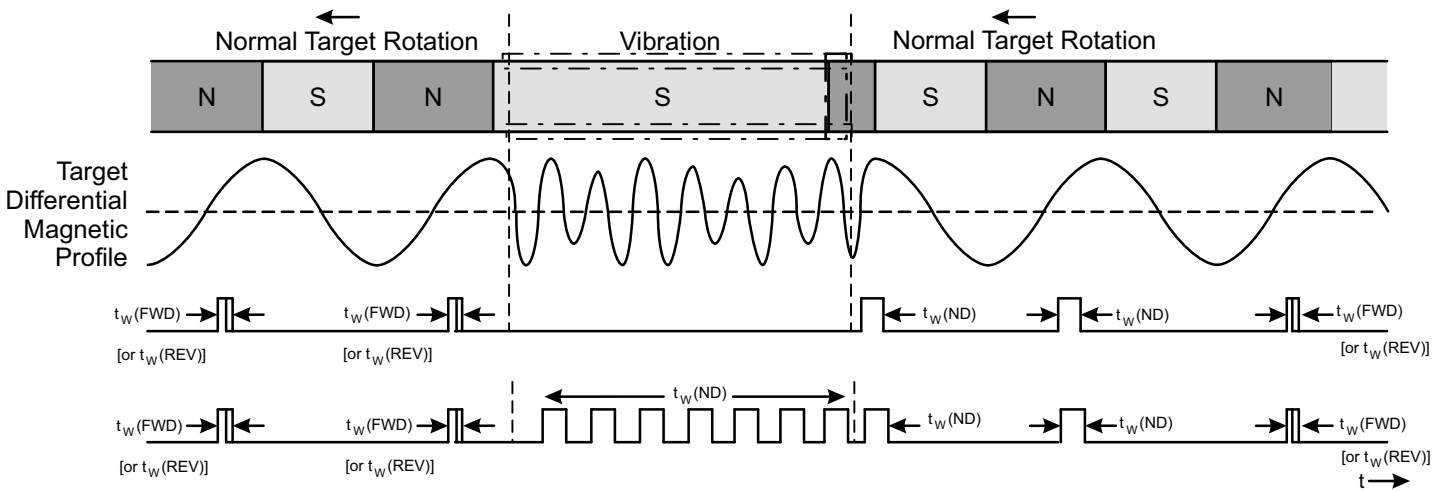 Normal Target Rotation Vibration Normal Target Rotation
N S N S S N S N
Target
Differential
Magnetic
Profile
tW(FWD) tW(FWD) tW(ND) tW(ND) tW(FWD)
[or tW(REV)] [or tW(REV)] [or tW(REV)]
tW(ND)
tW(FWD) tW(FWD) tW(ND) tW(ND) tW(FWD)
[or tW(REV)] [or tW(REV)] [or tW(REV)]
t